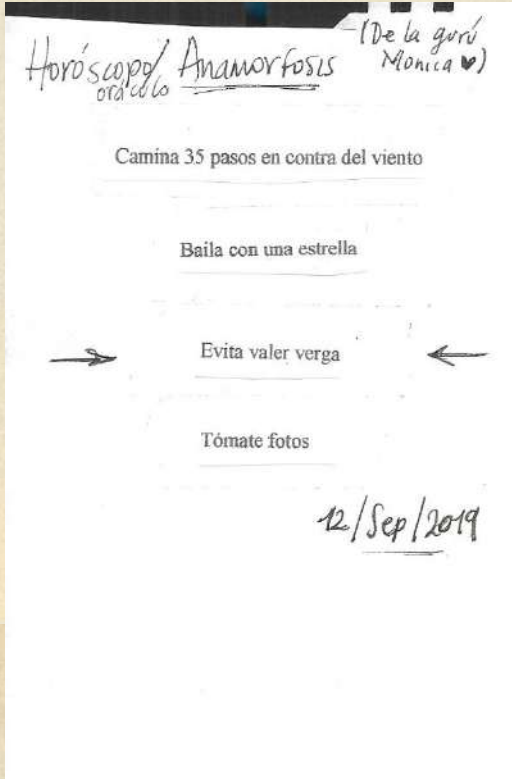 Horóscopo/ Anamorfosis
oráculo
(De la gurú
Monica ♥)
Camina 35 pasos en contra del viento
Baila con una estrella
→ Evita valer verga ←
Tómate fotos
12/Sep/2019